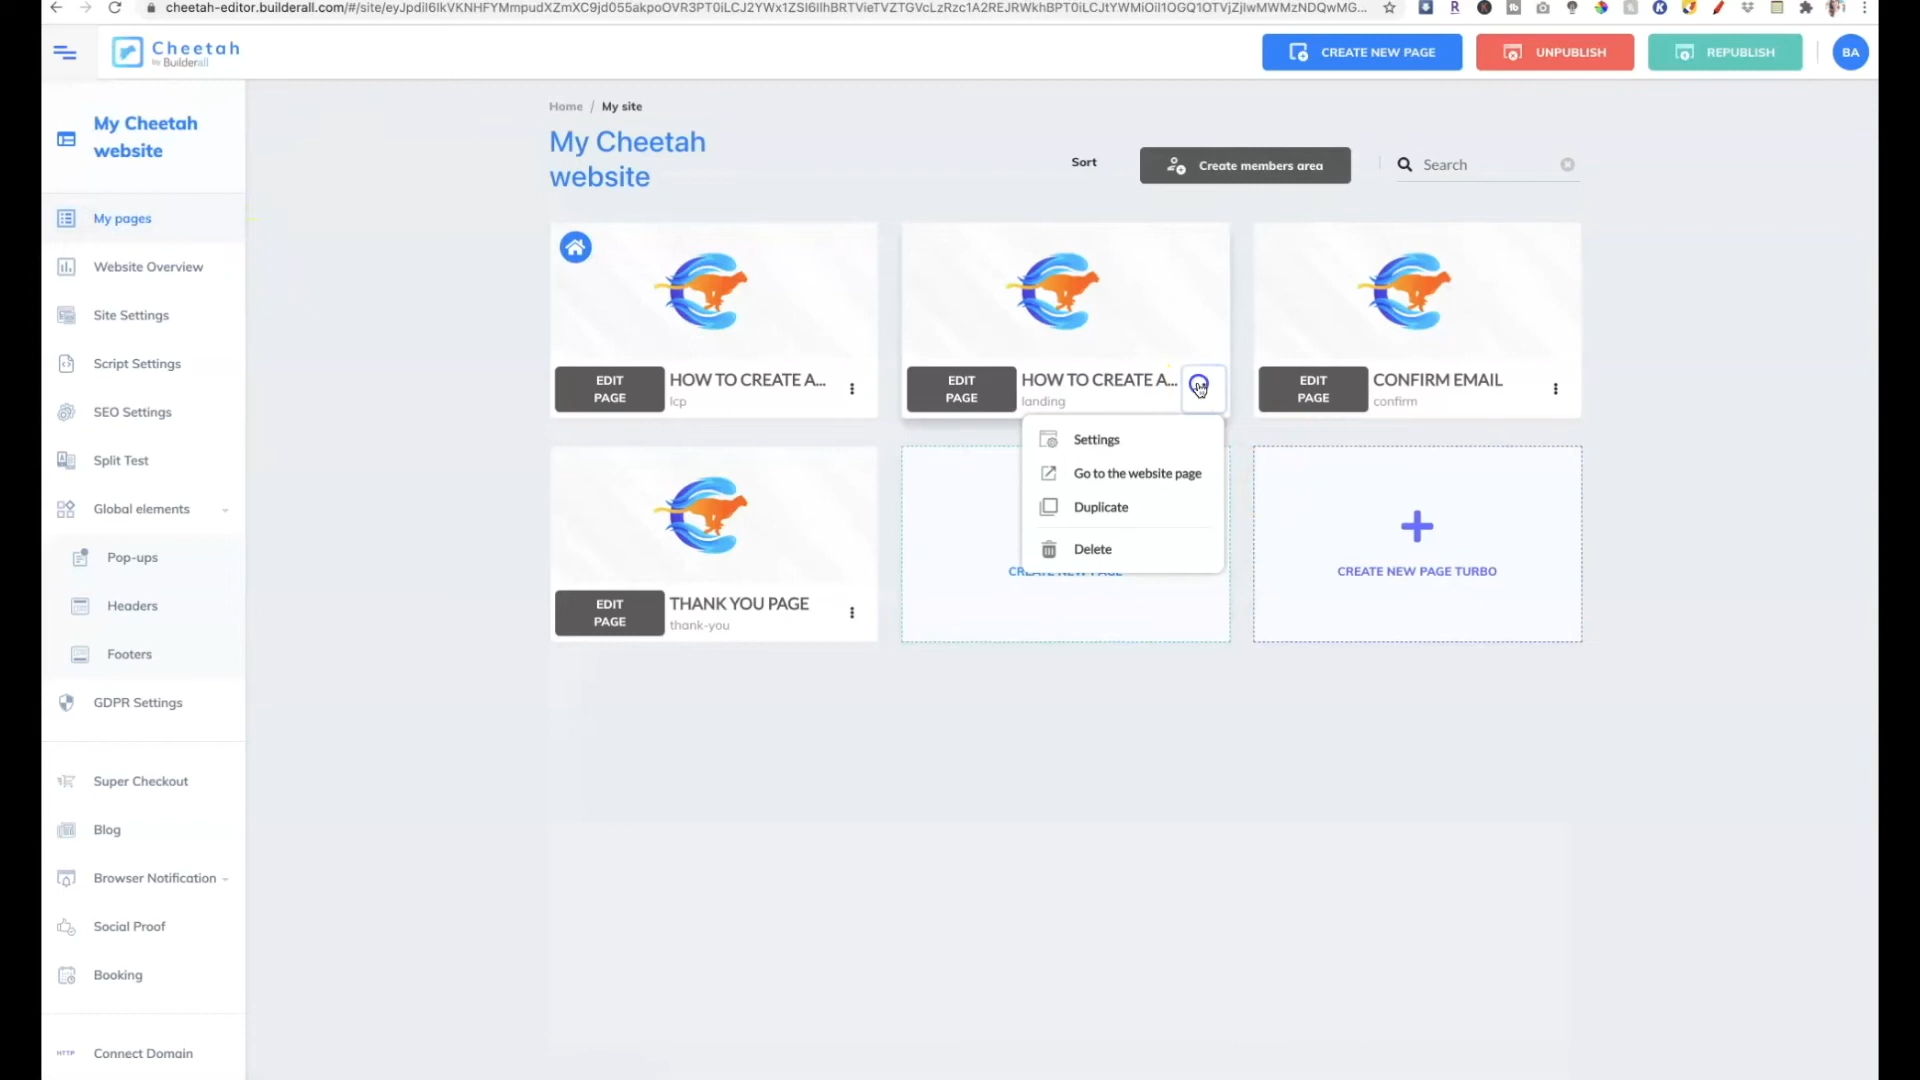 cheetah-editor.builderall.com/#/site/
Cheetah
by Builderall
CREATE NEW PAGE
UNPUBLISH
REPUBLISH
BA
My Cheetah
website
My pages
Website Overview
Site Settings
Script Settings
SEO Settings
Split Test
Global elements
Pop-ups
Headers
Footers
GDPR Settings
Super Checkout
Blog
Browser Notification
Social Proof
Booking
HTTP Connect Domain
Home / My site
My Cheetah
website
Sort
Create members area
Search
EDIT
PAGE
HOW TO CREATE A...
lcp
EDIT
PAGE
HOW TO CREATE A...
landing
EDIT
PAGE
CONFIRM EMAIL
confirm
Settings
Go to the website page
Duplicate
Delete
EDIT
PAGE
THANK YOU PAGE
thank-you
CREATE NEW PAGE
CREATE NEW PAGE TURBO